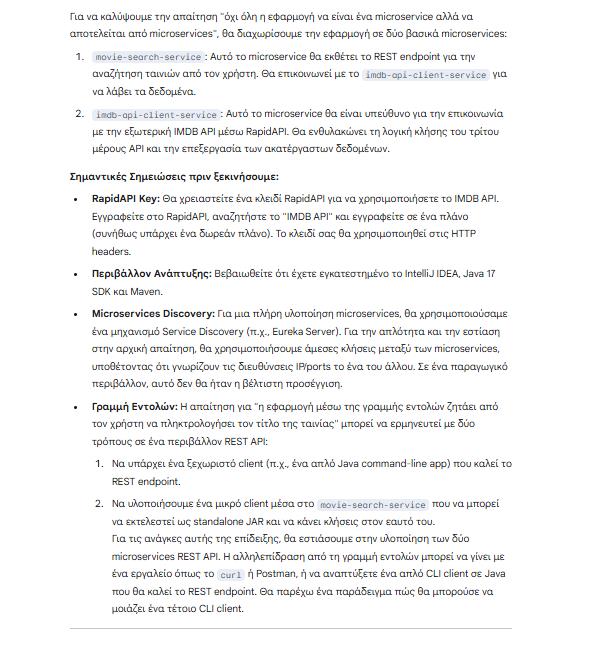 Για να καλύψουμε την απαίτηση "όχι όλη η εφαρμογή να είναι ένα microservice αλλά να
αποτελείται από microservices", θα διαχωρίσουμε την εφαρμογή σε δύο βασικά microservices:
1. movie-search-service : Αυτό το microservice θα εκθέτει το REST endpoint για την
αναζήτηση ταινιών από τον χρήστη. Θα επικοινωνεί με το imdb-api-client-service για
να λάβει τα δεδομένα.
2. imdb-api-client-service : Αυτό το microservice θα είναι υπεύθυνο για την επικοινωνία
με την εξωτερική IMDB API μέσω RapidAPI. Θα ενθυλακώνει τη λογική κλήσης του τρίτου
μέρους API και την επεξεργασία των ακατέργαστων δεδομένων.
Σημαντικές Σημειώσεις πριν ξεκινήσουμε:
• RapidAPI Key: Θα χρειαστείτε ένα κλειδί RapidAPI για να χρησιμοποιήσετε το IMDB API.
Εγγραφείτε στο RapidAPI, αναζητήστε το "IMDB API" και εγγραφείτε σε ένα πλάνο
(συνήθως υπάρχει ένα δωρεάν πλάνο). Το κλειδί σας θα χρησιμοποιηθεί στις HTTP
headers.
• Περιβάλλον Ανάπτυξης: Βεβαιωθείτε ότι έχετε εγκατεστημένο το IntelliJ IDEA, Java 17
SDK και Maven.
• Microservices Discovery: Για μια πλήρη υλοποίηση microservices, θα χρησιμοποιούσαμε
ένα μηχανισμό Service Discovery (π.χ., Eureka Server). Για την απλότητα και την εστίαση
στην αρχική απαίτηση, θα χρησιμοποιήσουμε άμεσες κλήσεις μεταξύ των microservices,
υποθέτοντας ότι γνωρίζουν τις διευθύνσεις IP/ports το ένα του άλλου. Σε ένα παραγωγικό
περιβάλλον, αυτό δεν θα ήταν η βέλτιστη προσέγγιση.
• Γραμμή Εντολών: Η απαίτηση για "η εφαρμογή μέσω της γραμμής εντολών ζητάει από
τον χρήστη να πληκτρολογήσει τον τίτλο της ταινίας" μπορεί να ερμηνευτεί με δύο
τρόπους σε ένα περιβάλλον REST API:
1. Να υπάρχει ένα ξεχωριστό client (π.χ., ένα απλό Java command-line app) που καλεί το
REST endpoint.
2. Να υλοποιήσουμε ένα μικρό client μέσα στο movie-search-service που να μπορεί
να εκτελεστεί ως standalone JAR και να κάνει κλήσεις στον εαυτό του.
Για τις ανάγκες αυτής της επίδειξης, θα εστιάσουμε στην υλοποίηση των δύο
microservices REST API. Η αλληλεπίδραση από τη γραμμή εντολών μπορεί να γίνει με
ένα εργαλείο όπως το curl ή Postman, ή να αναπτύξετε ένα απλό CLI client σε Java
που θα καλεί το REST endpoint. Θα παρέχω ένα παράδειγμα πώς θα μπορούσε να
μοιάζει ένα τέτοιο CLI client.